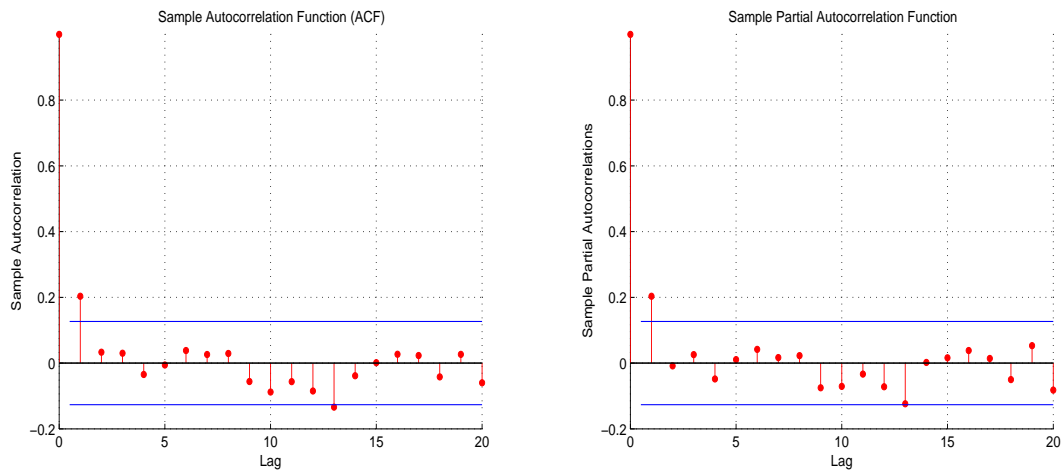 Sample Autocorrelation Function (ACF)
0.8
0.6
0.4
0.2
0
−0.2
0 5 10 15 20
Lag
Sample Autocorrelation
Sample Partial Autocorrelation Function
0.8
0.6
0.4
0.2
0
−0.2
0 5 10 15 20
Lag
Sample Partial Autocorrelations